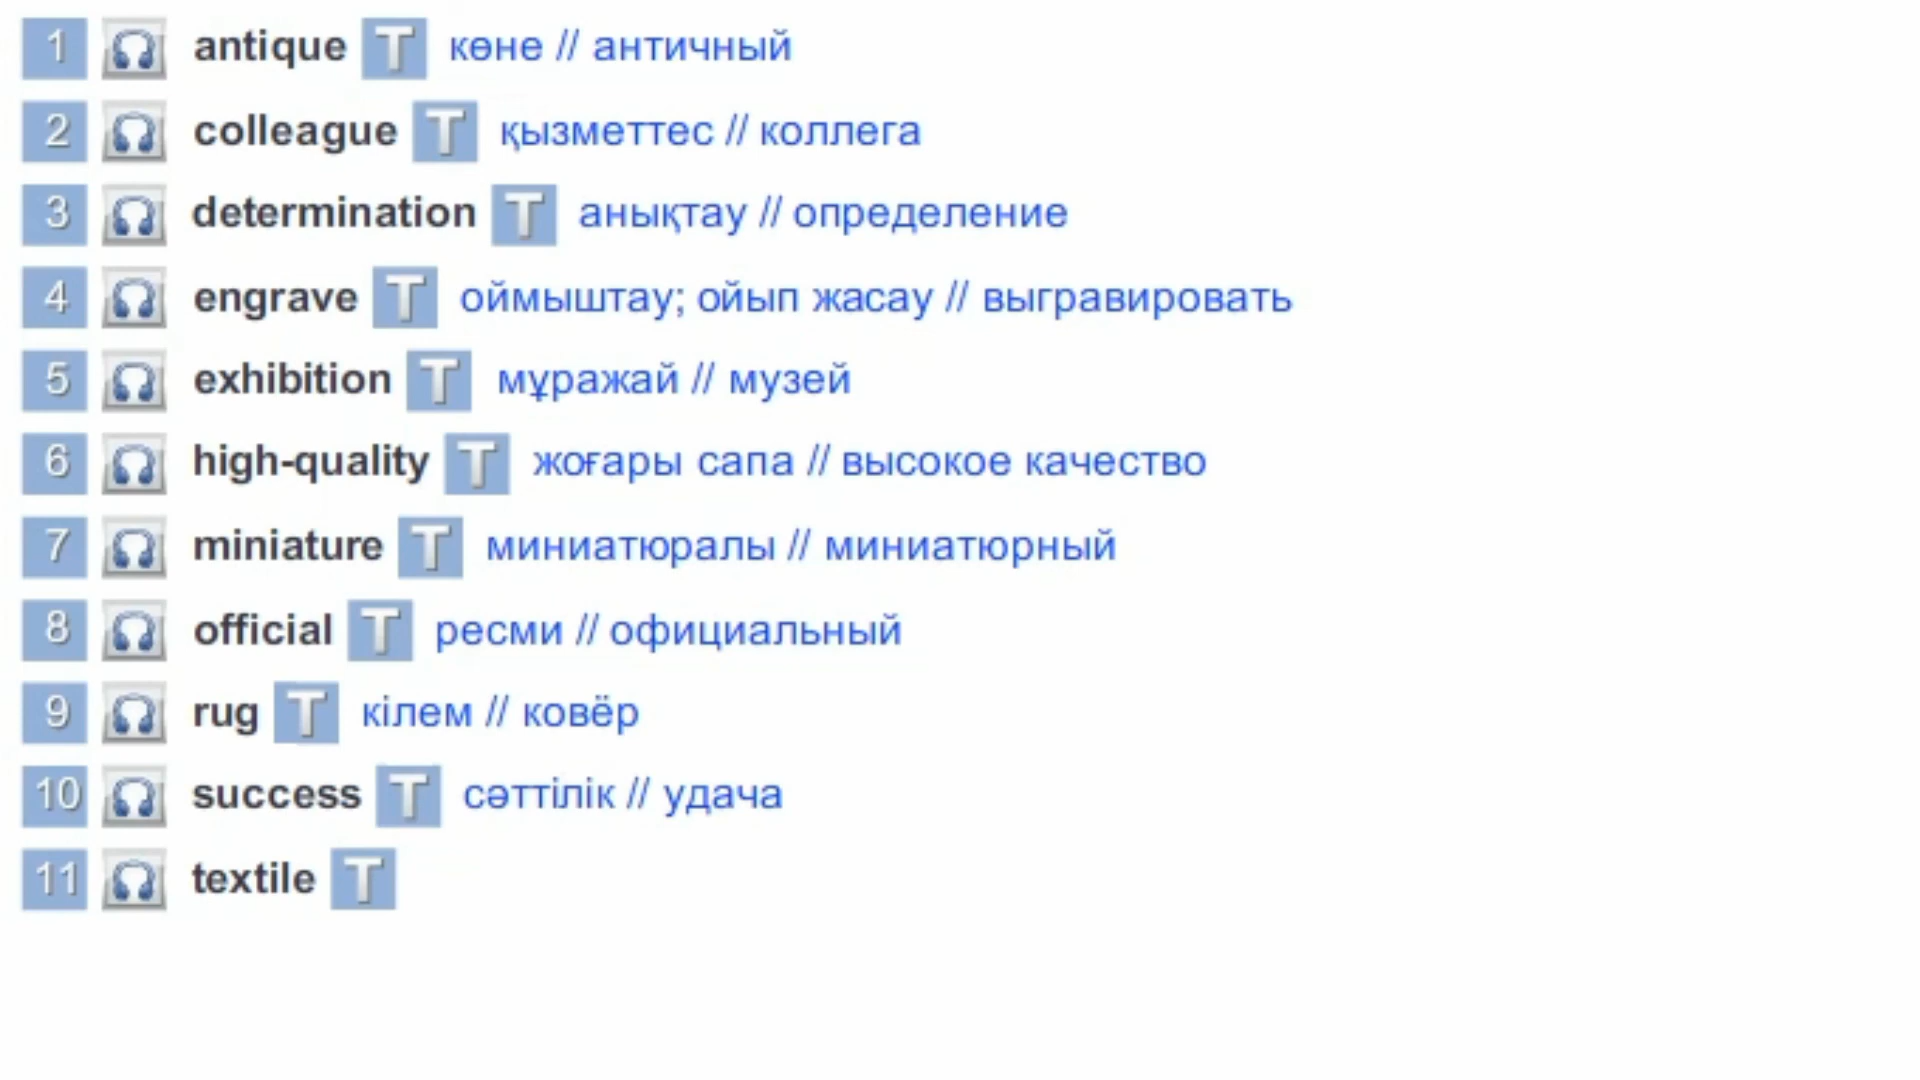 1 antique T көне // античный
2 colleague T қызметтес // коллега
3 determination T анықтау // определение
4 engrave T оймыштау; ойып жасау // выгравировать
5 exhibition T мұражай // музей
6 high-quality T жоғары сапа // высокое качество
7 miniature T миниатюралы // миниатюрный
8 official T ресми // официальный
9 rug T кілем // ковёр
10 success T сәттілік // удача
11 textile T